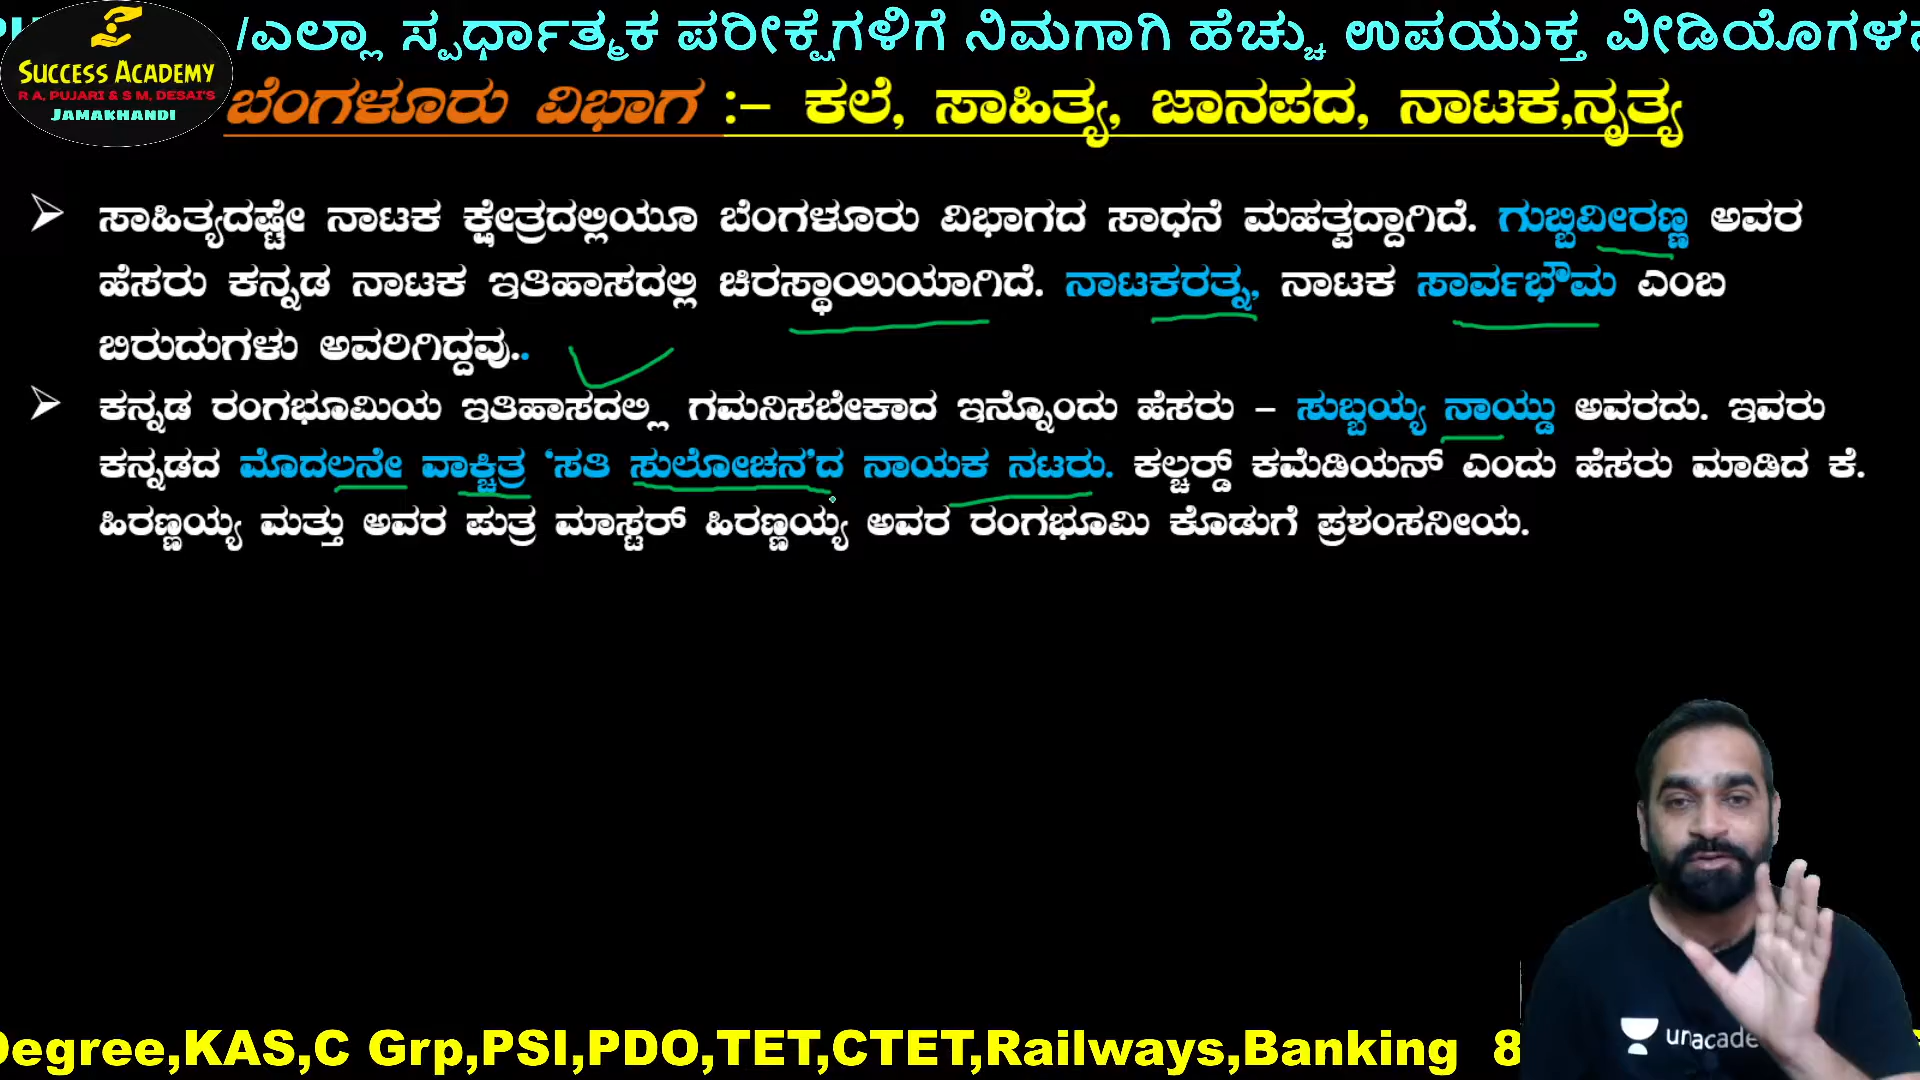 /ಎಲ್ಲಾ ಸ್ಪರ್ಧಾತ್ಮಕ ಪರೀಕ್ಷೆಗಳಿಗೆ ನಿಮಗಾಗಿ ಹೆಚ್ಚು ಉಪಯುಕ್ತ ವೀಡಿಯೊಗಳನ
SUCCESS ACADEMY
R A, PUJARI & S M, DESAI'S
JAMAKHANDI
ಬೆಂಗಳೂರು ವಿಭಾಗ :– ಕಲೆ, ಸಾಹಿತ್ಯ, ಜಾನಪದ, ನಾಟಕ,ನೃತ್ಯ
➢ ಸಾಹಿತ್ಯದಷ್ಟೇ ನಾಟಕ ಕ್ಷೇತ್ರದಲ್ಲಿಯೂ ಬೆಂಗಳೂರು ವಿಭಾಗದ ಸಾಧನೆ ಮಹತ್ವದ್ದಾಗಿದೆ. ಗುಬ್ಬಿವೀರಣ್ಣ ಅವರ
ಹೆಸರು ಕನ್ನಡ ನಾಟಕ ಇತಿಹಾಸದಲ್ಲಿ ಚಿರಸ್ಥಾಯಿಯಾಗಿದೆ. ನಾಟಕರತ್ನ, ನಾಟಕ ಸಾರ್ವಭೌಮ ಎಂಬ
ಬಿರುದುಗಳು ಅವರಿಗಿದ್ದವು..
➢ ಕನ್ನಡ ರಂಗಭೂಮಿಯ ಇತಿಹಾಸದಲ್ಲಿ ಗಮನಿಸಬೇಕಾದ ಇನ್ನೊಂದು ಹೆಸರು – ಸುಬ್ಬಯ್ಯ ನಾಯ್ಡು ಅವರದು. ಇವರು
ಕನ್ನಡದ ಮೊದಲನೇ ವಾಕ್ಚಿತ್ರ ‘ಸತಿ ಸುಲೋಚನ’ದ ನಾಯಕ ನಟರು. ಕಲ್ಚರ್ಡ್ ಕಮೆಡಿಯನ್ ಎಂದು ಹೆಸರು ಮಾಡಿದ ಕೆ.
ಹಿರಣ್ಣಯ್ಯ ಮತ್ತು ಅವರ ಪುತ್ರ ಮಾಸ್ಟರ್ ಹಿರಣ್ಣಯ್ಯ ಅವರ ರಂಗಭೂಮಿ ಕೊಡುಗೆ ಪ್ರಶಂಸನೀಯ.
unacade
Degree,KAS,C Grp,PSI,PDO,TET,CTET,Railways,Banking 8